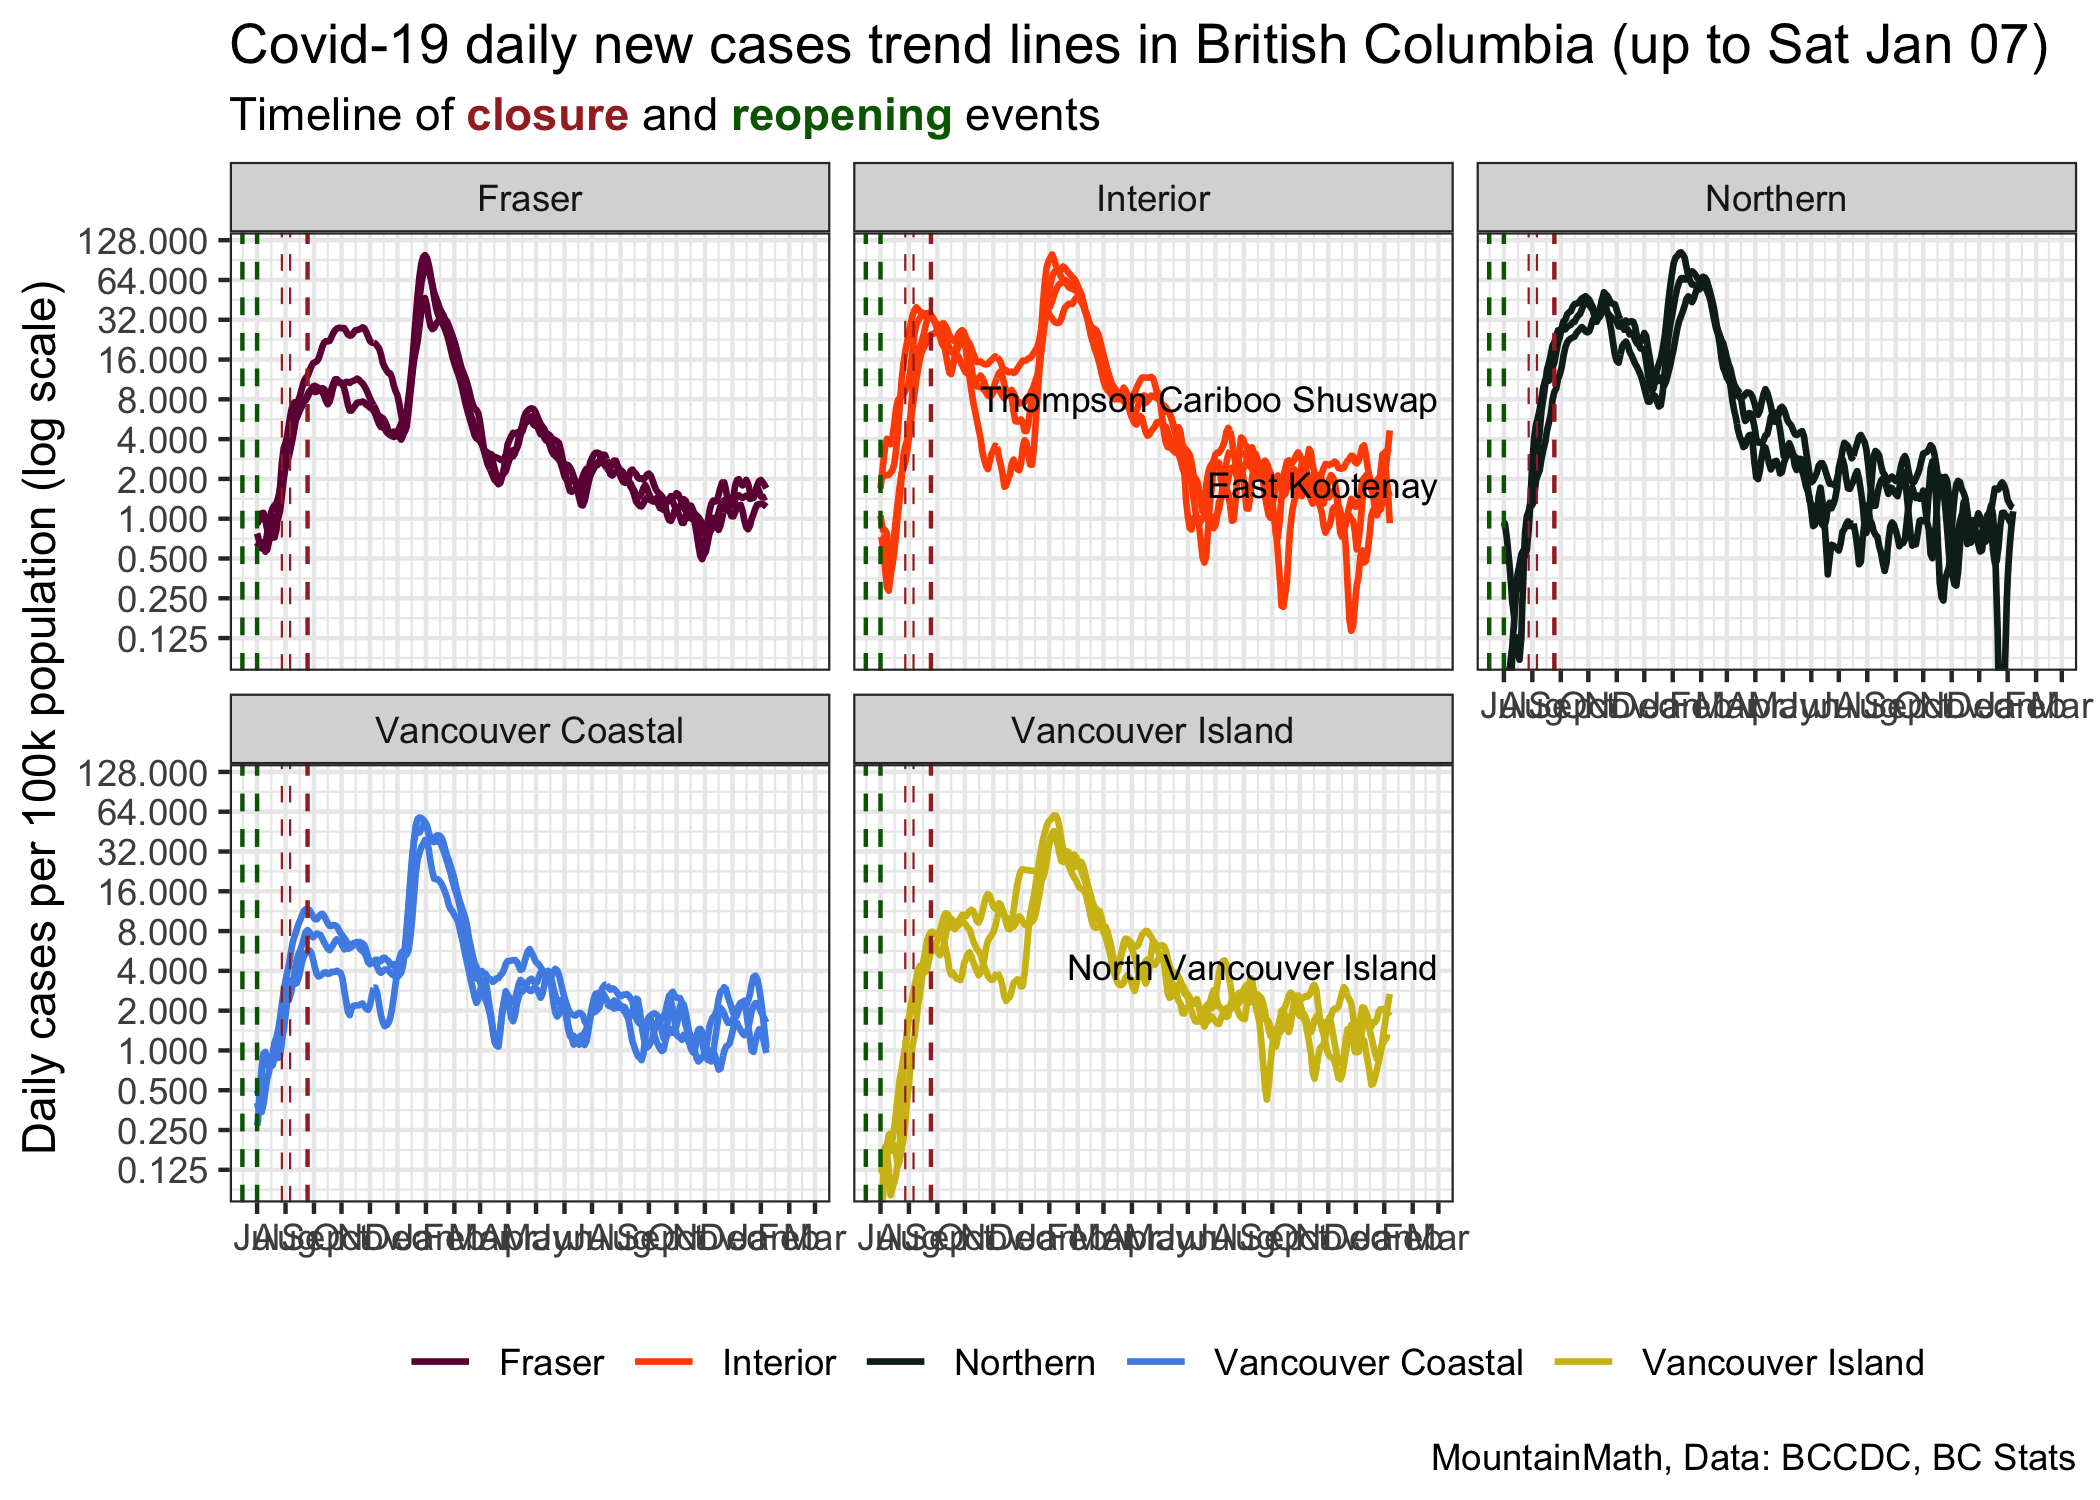 Covid-19 daily new cases trend lines in British Columbia (up to Sat Jan 07)
Timeline of closure and reopening events
Daily cases per 100k population (log scale)
Fraser
Interior
Northern
128.000
64.000
32.000
16.000
8.000
4.000
2.000
1.000
0.500
0.250
0.125
Thompson Cariboo Shuswap
East Kootenay
Vancouver Coastal
Vancouver Island
128.000
64.000
32.000
16.000
8.000
4.000
2.000
1.000
0.500
0.250
0.125
North Vancouver Island
Fraser
Interior
Northern
Vancouver Coastal
Vancouver Island
MountainMath, Data: BCCDC, BC Stats